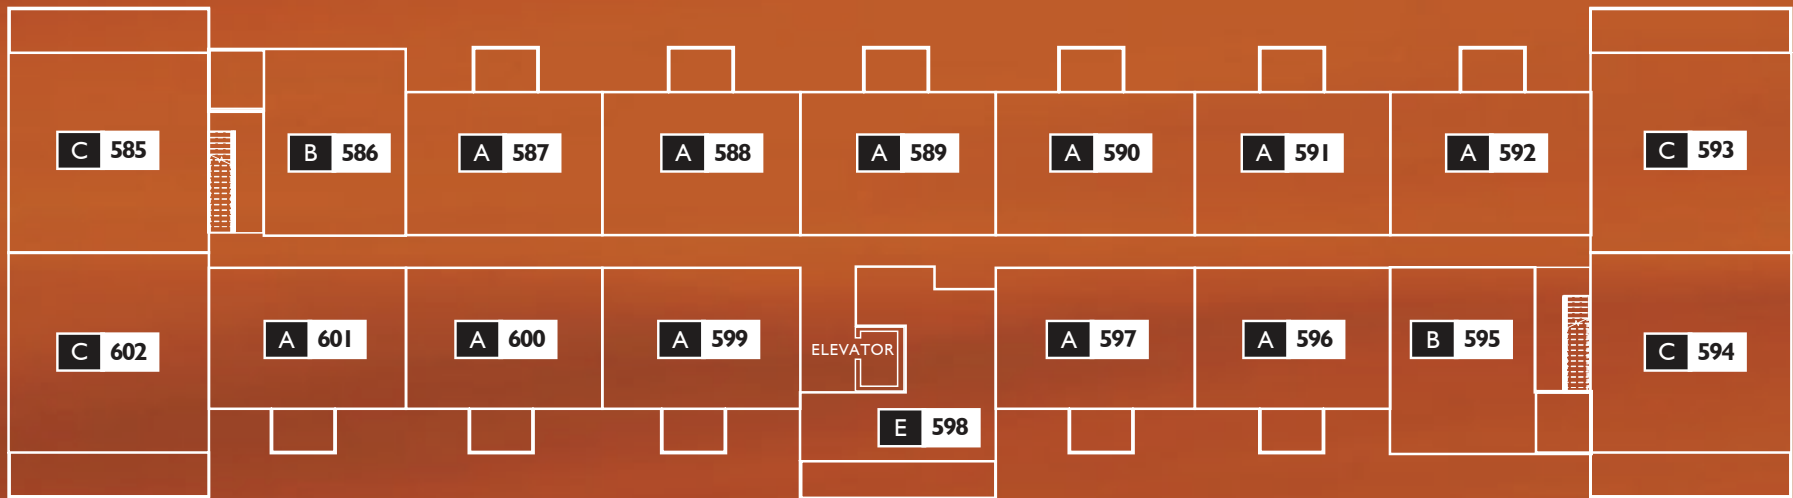 C 585
B 586
A 587
A 588
A 589
A 590
A 591
A 592
C 593
C 602
A 601
A 600
A 599
ELEVATOR
E 598
A 597
A 596
B 595
C 594